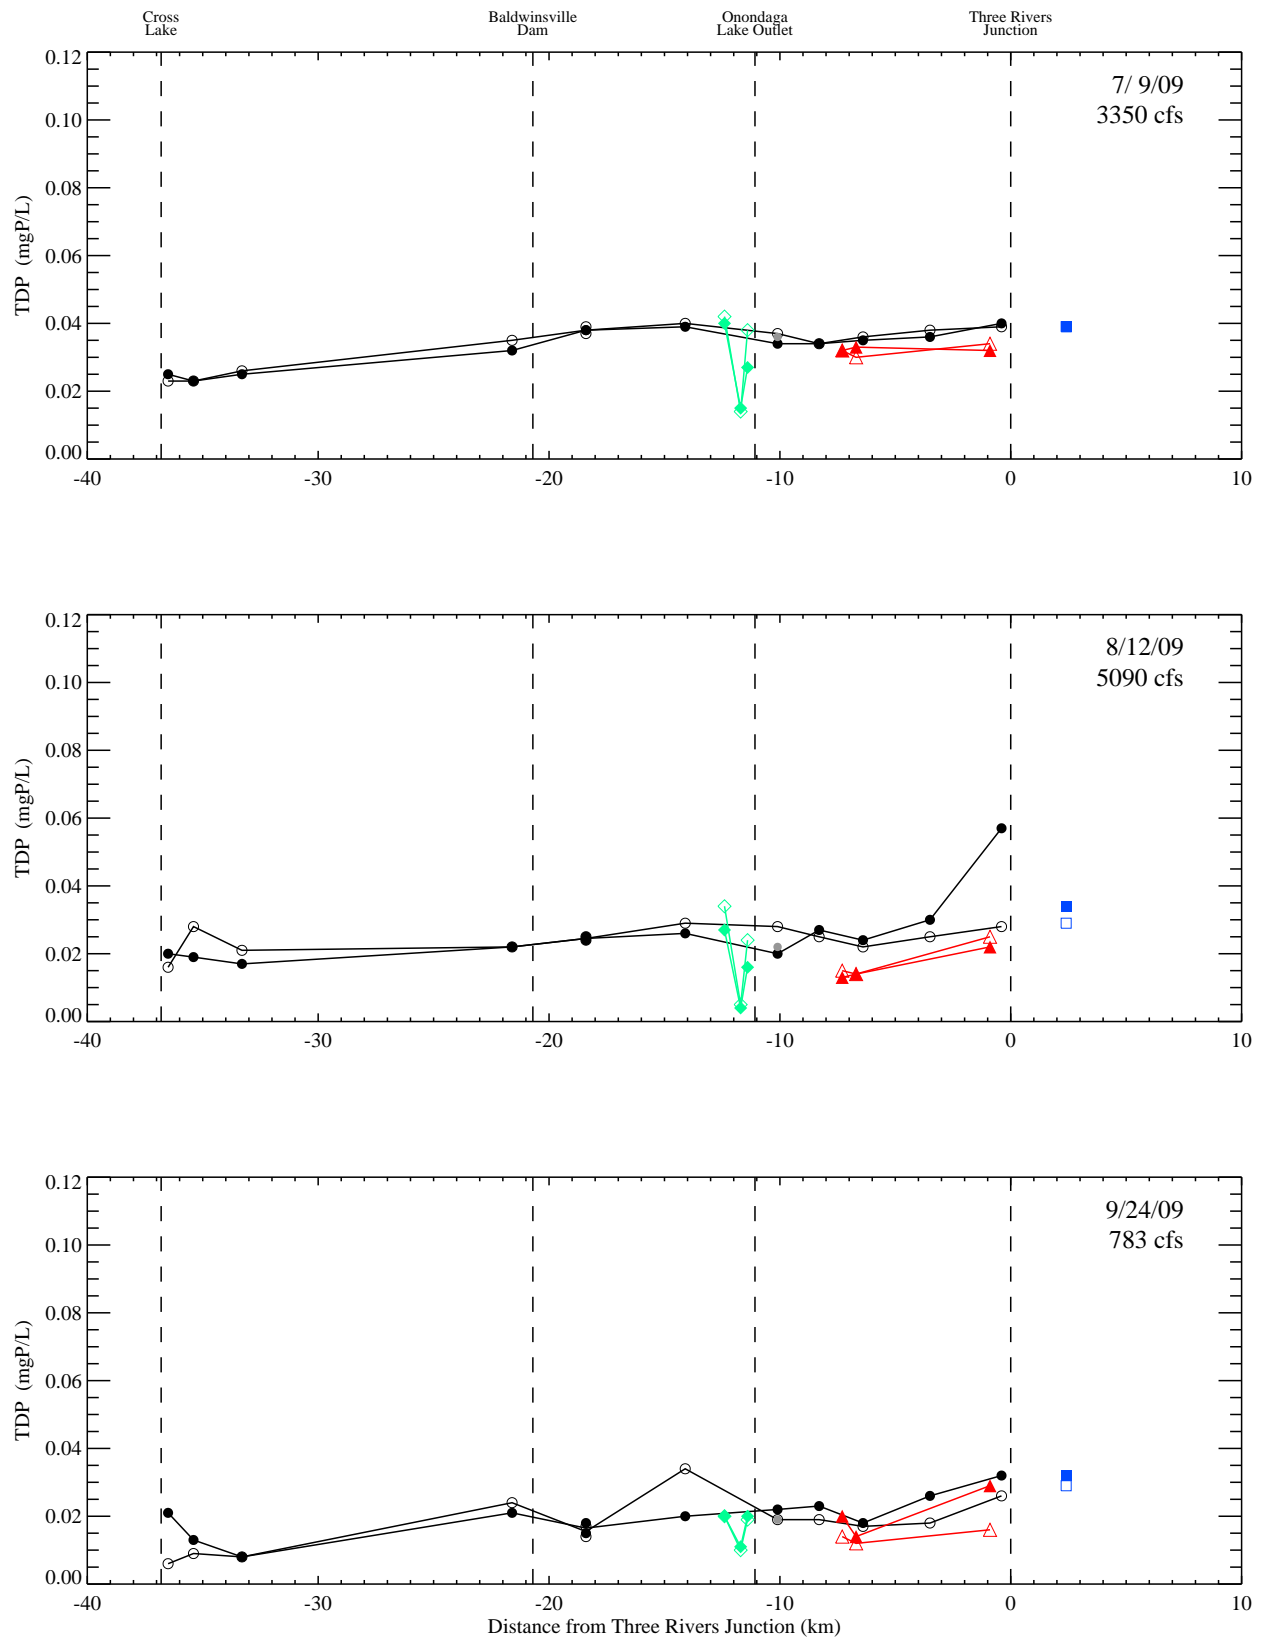 Cross Baldwinsville Onondaga Three Rivers
Lake Dam Lake Outlet Junction
0.12
7/ 9/09
0.10
3350 cfs
0.08
TDP (mgP/L)
0.06
0.04
0.02
0.00
-40 -30 -20 -10 0 10
0.12
8/12/09
5090 cfs
0.10
0.08
TDP (mgP/L)
0.06
0.04
0.02
0.00
-40 -30 -20 -10 0 10
0.12
9/24/09
783 cfs
0.10
0.08
TDP (mgP/L)
0.06
0.04
0.02
0.00
-40 -30 -20 -10 0 10
Distance from Three Rivers Junction (km)